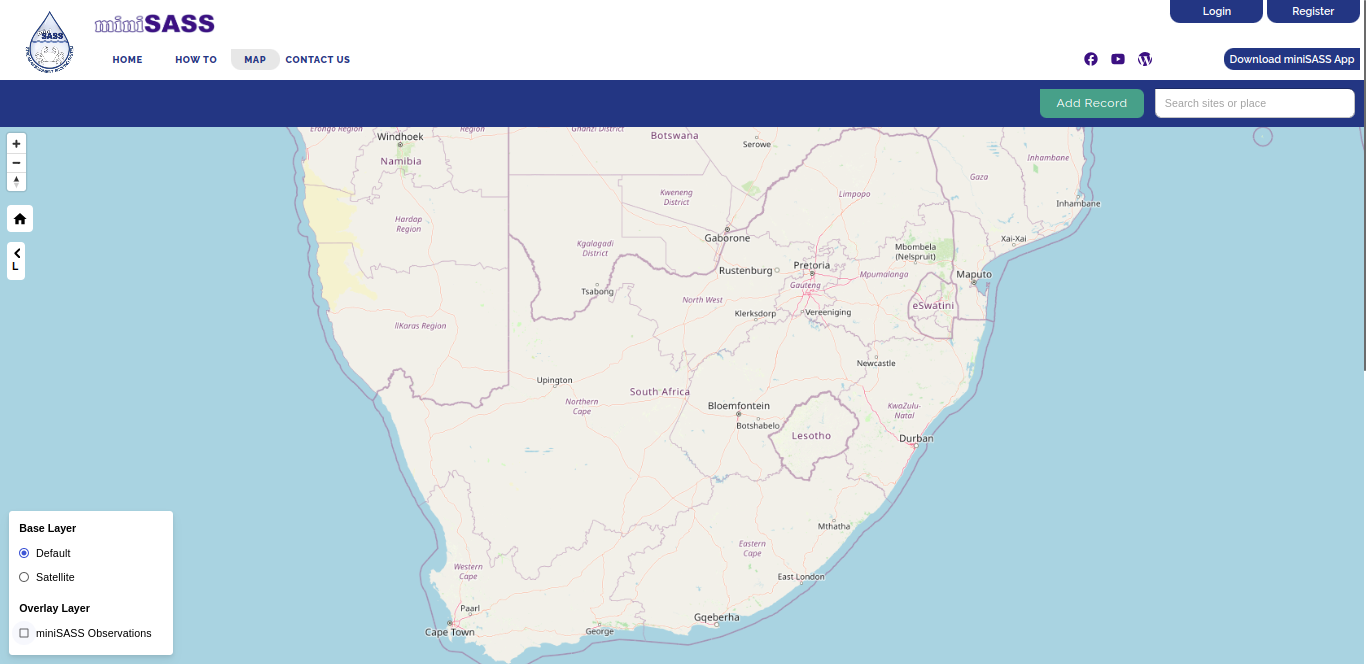 Login
Register
miniSASS
SASS
HOME
HOW TO
MAP
CONTACT US
Download miniSASS App
Add Record
Search sites or place
Erongo Region
Windhoek
Region
Ghanzi District
Botswana
Serowe
Namibia
Inhambane
Gaza
Kweneng
District
Limpopo
Inhambane
Hardap
Region
Gaborone
Xai-Xai
Kgalagadi
District
Mbombela
(Nelspruit)
Rustenburg
Pretoria
Mpumalanga
Maputo
Tsabong
Gauteng
North West
eSwatini
Klerksdorp
Vereeniging
ǁKaras Region
Newcastle
Upington
South Africa
Northern
Cape
Bloemfontein
KwaZulu-
Natal
Botshabelo
Lesotho
Durban
Mthatha
Eastern
Cape
Western
Cape
East London
Paarl
Gqeberha
Cape Town
George
L
Base Layer
Default
Satellite
Overlay Layer
miniSASS Observations